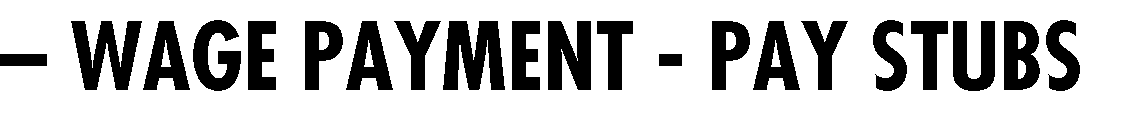 – WAGE PAYMENT - PAY STUBS